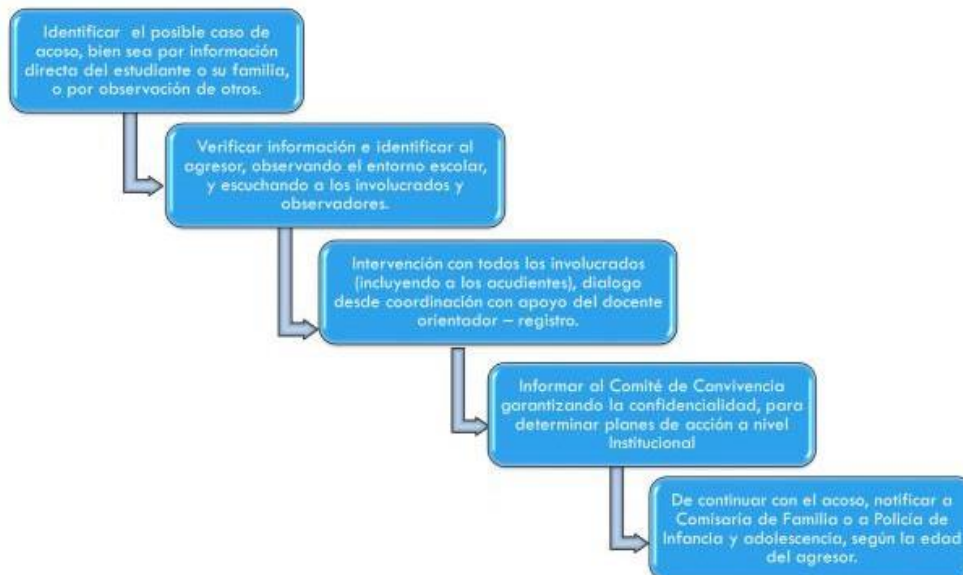 Identificar el posible caso de
acoso, bien sea por información
directa del estudiante o su familia,
o por observación de otros.
Verificar información e identificar al
agresor, observando el entorno escolar,
y escuchando a los involucrados y
observadores.
Intervención con todos los involucrados
(incluyendo a los acudientes), dialogo
desde coordinación con apoyo del docente
orientador – registro.
Informar al Comité de Canvivencia
garantizando la confidencialidad, para
determinar planes de acción a nivel
Institucional
De continuar con el acoso, notificar a
Comisaria de Familia o a Policía de
Infancia y adolescencia, según la edad
del agresor.